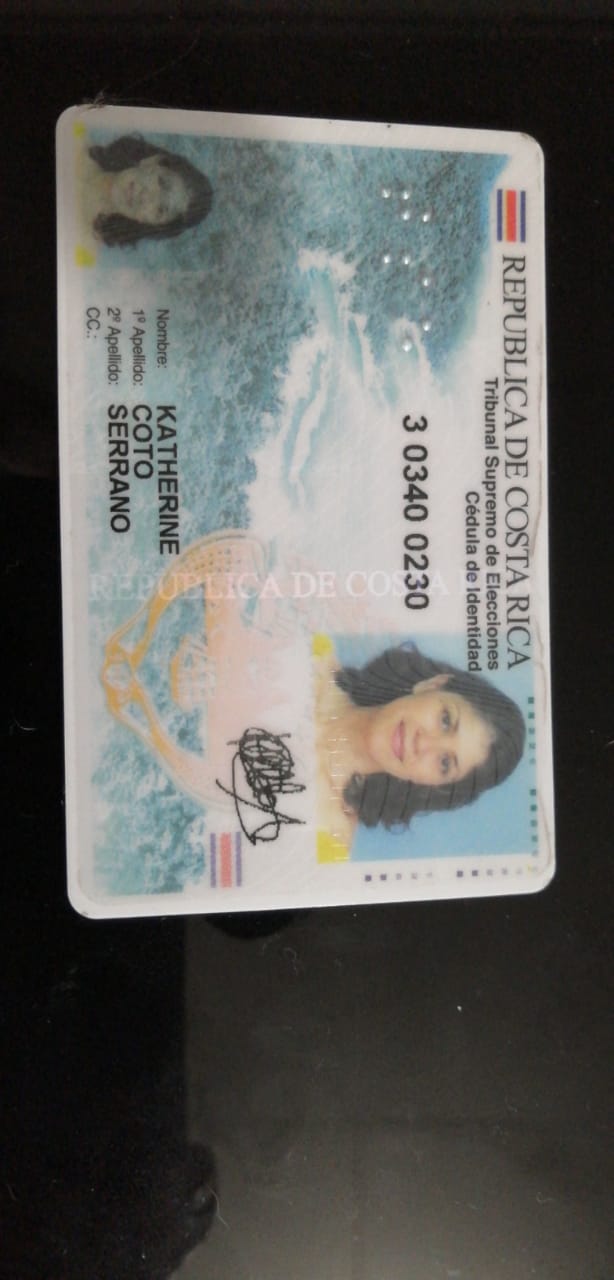 REPUBLICA DE COSTA RICA
Tribunal Supremo de Elecciones
Cédula de Identidad
3 0340 0230
Nombre: KATHERINE
1º Apellido: COTO
2º Apellido: SERRANO
CC.:
REPUBLICA DE COSTA